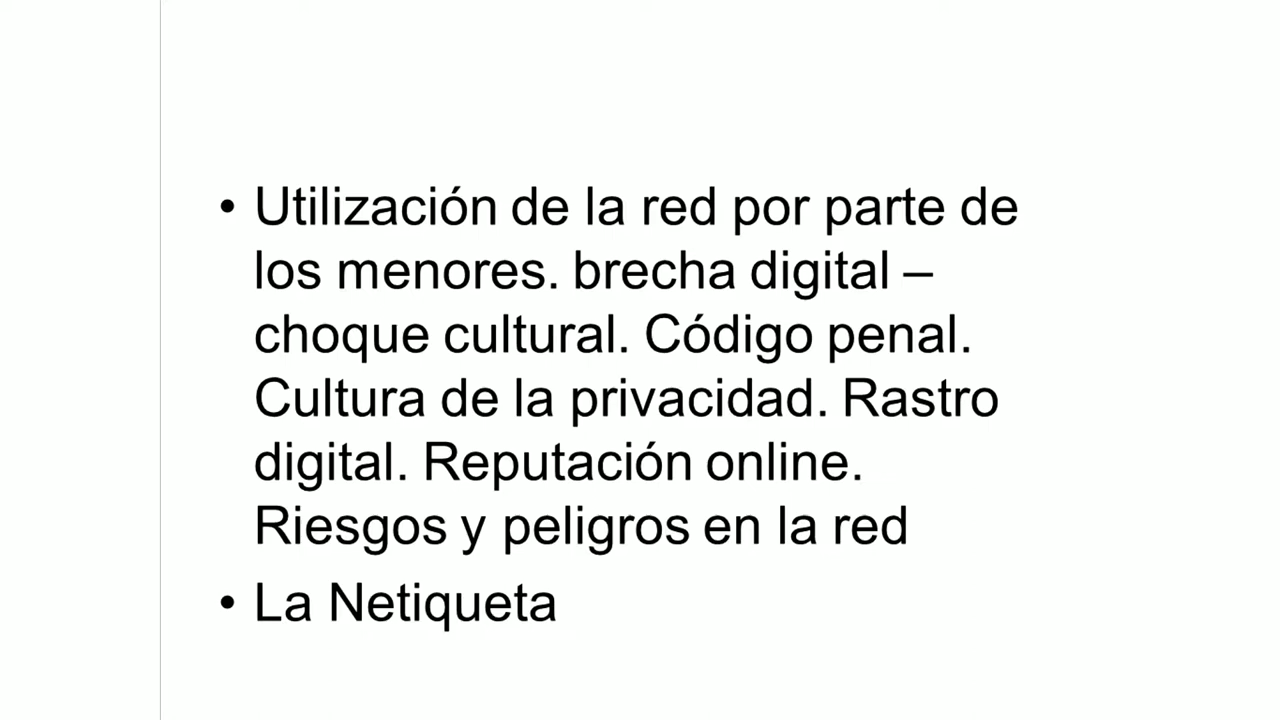 • Utilización de la red por parte de
los menores. brecha digital –
choque cultural. Código penal.
Cultura de la privacidad. Rastro
digital. Reputación online.
Riesgos y peligros en la red
• La Netiqueta